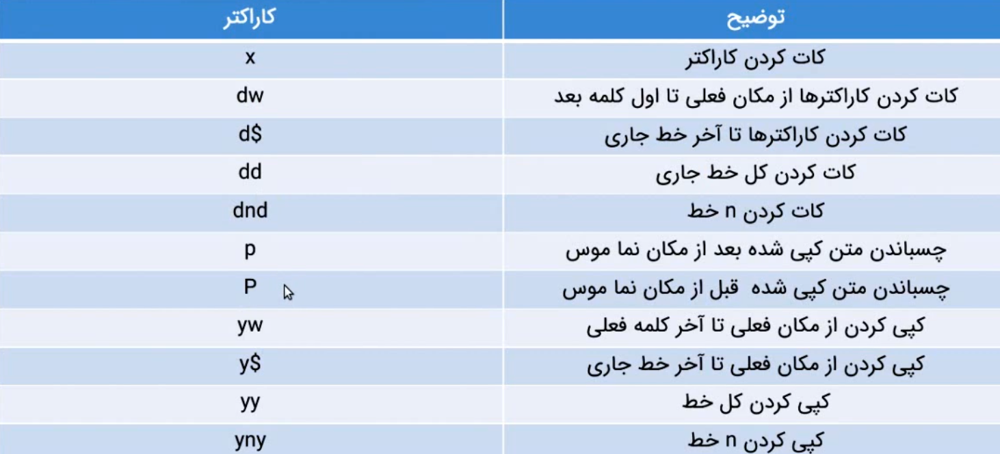 توضیح کاراکتر
کات کردن کاراکتر x
کات کردن کاراکترها از مکان فعلی تا اول کلمه بعد dw
کات کردن کاراکترها تا آخر خط جاری d$
کات کردن کل خط جاری dd
کات کردن n خط dnd
چسباندن متن کپی شده بعد از مکان نما موس p
چسباندن متن کپی شده قبل از مکان نما موس P
کپی کردن از مکان فعلی تا آخر کلمه فعلی yw
کپی کردن از مکان فعلی تا آخر خط جاری y$
کپی کردن کل خط yy
کپی کردن n خط yny